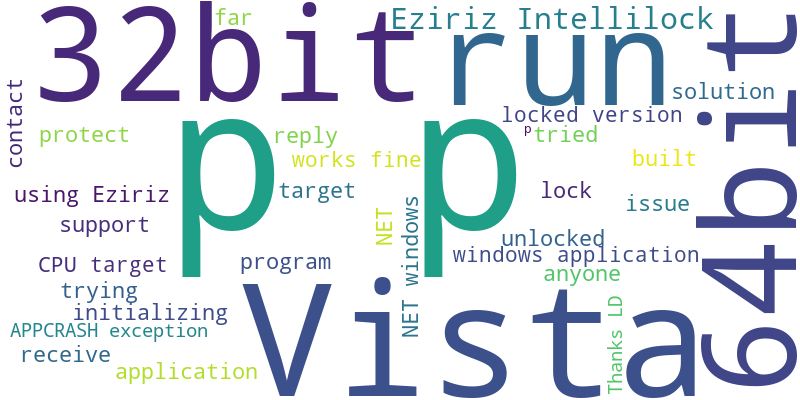 far
Eziriz Intellilock
32bit
run
64bit
solution
contact
locked version
protect
reply
p
tried
p p
works fine
built
using Eziriz
target
lock
issue
support
NET
NET windows
unlocked
windows application
CPU target
program
anyone
trying
initializing
Vista
APPCRASH exception
Thanks LD
receive
application